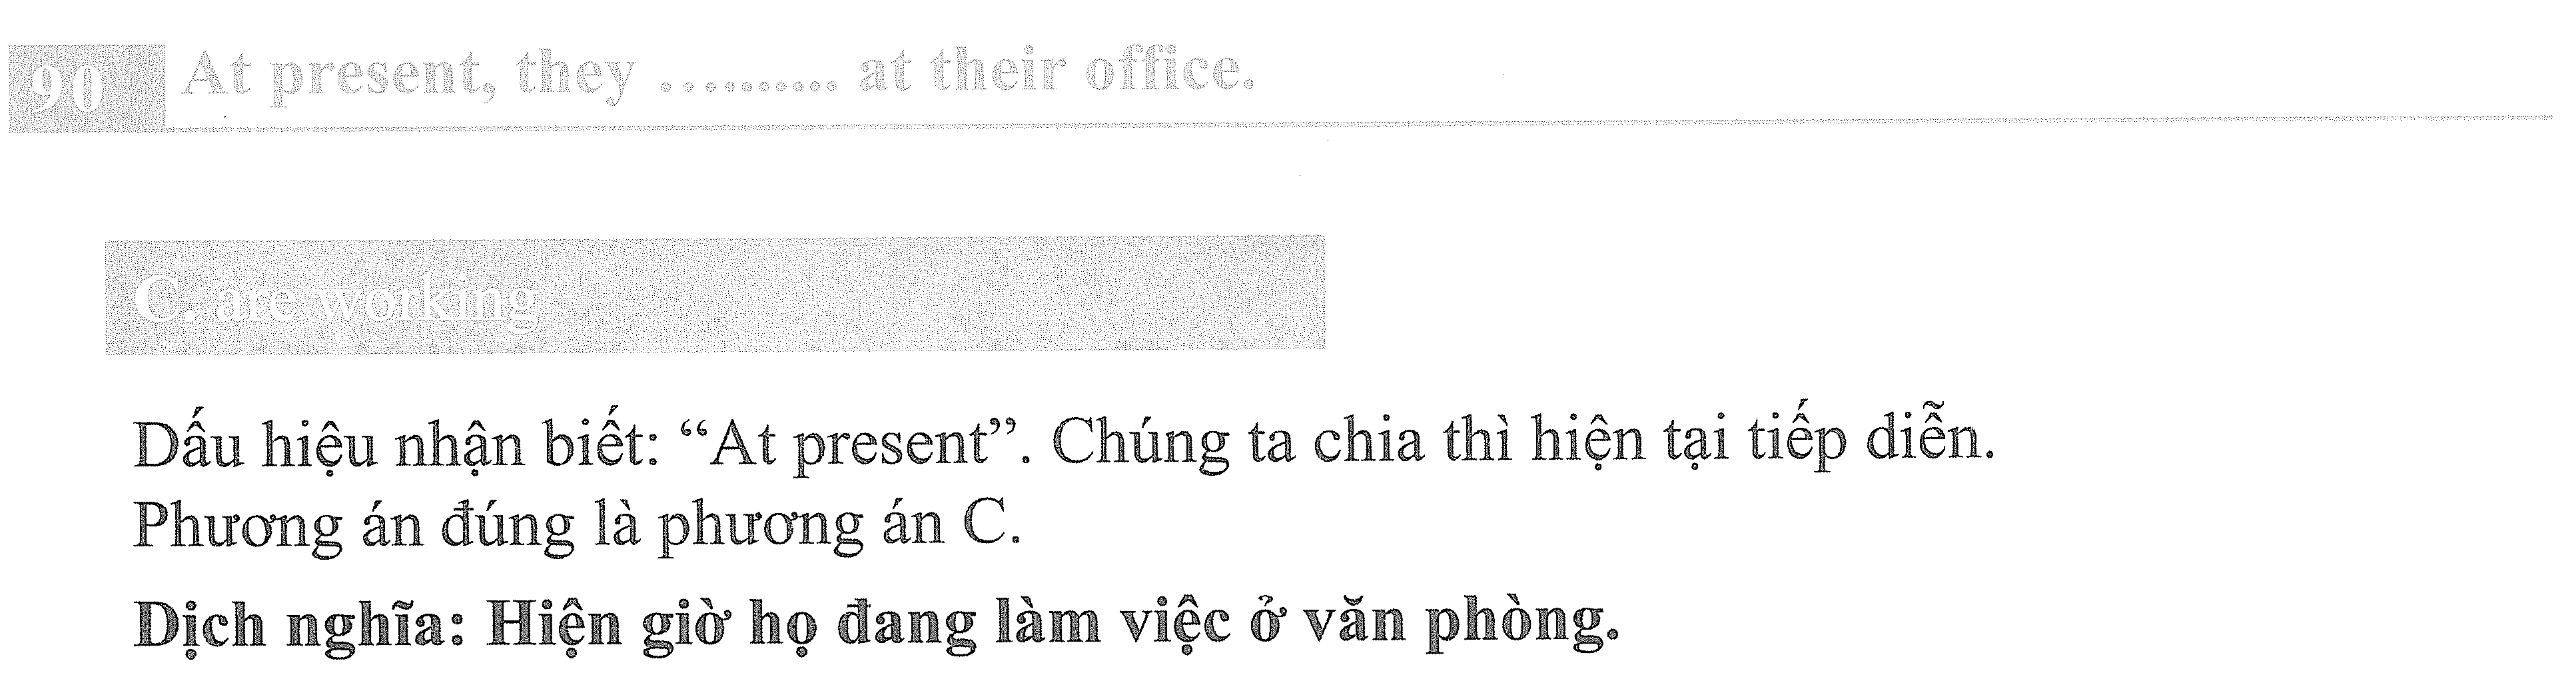 90 At present, they .......... at their office.
C. are working
Dấu hiệu nhận biết: “At present”. Chúng ta chia thì hiện tại tiếp diễn.
Phương án đúng là phương án C.
Dịch nghĩa: Hiện giờ họ đang làm việc ở văn phòng.